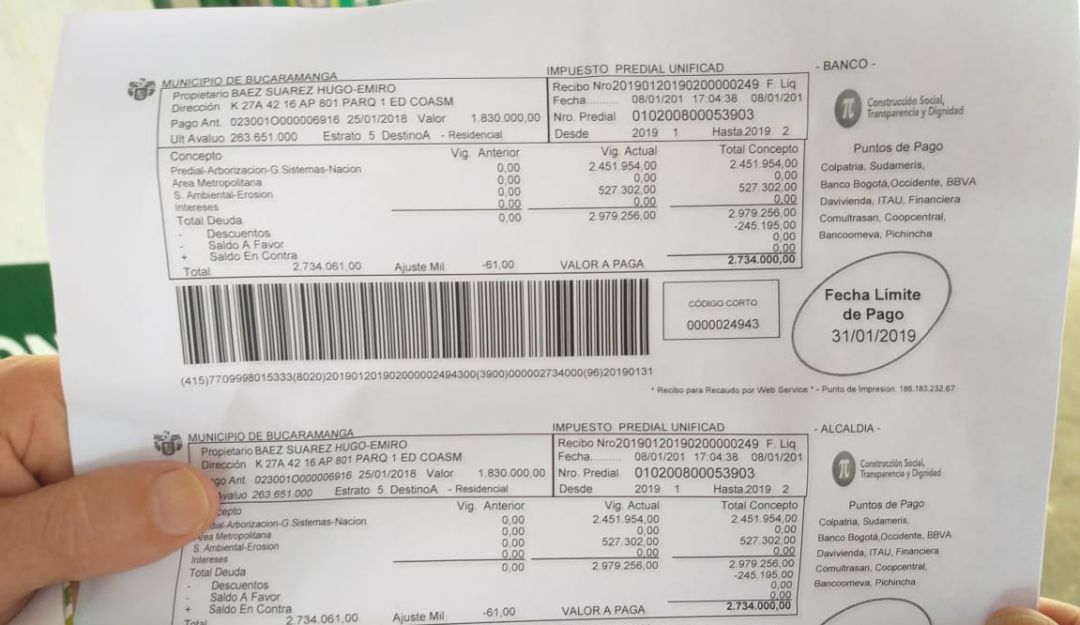 MUNICIPIO DE BUCARAMANGA
IMPUESTO PREDIAL UNIFICAD
- BANCO -
Propietario BAEZ SUAREZ HUGO-EMIRO
Recibo Nro20190120190200000249 F. Liq
Dirección K 27A 42 16 AP 801 PARQ 1 ED COASM
Fecha.......... 08/01/201 17:04:38 08/01/201
Pago Ant. 023001O000006916 25/01/2018 Valor 1.830.000,00
Nro. Predial 010200800053903
Ult Avaluo 263.651.000 Estrato 5 DestinoA - Residencial
Desde 2019 1 Hasta.2019 2
π Construcción Social,
Transparencia y Dignidad
Concepto Vig. Anterior Vig. Actual Total Concepto
Predial-Arborizacion-G.Sistemas-Nacion 0,00 2.451.954,00 2.451.954,00
Area Metropolitana 0,00 0,00 0,00
S. Ambiental-Erosion 0,00 527.302,00 527.302,00
Intereses 0,00 0,00 0,00
Total Deuda 0,00 2.979.256,00 2.979.256,00
- Descuentos -245.195,00
- Saldo A Favor 0,00
+ Saldo En Contra 0,00
Total 2.734.061,00 Ajuste Mil -61,00 VALOR A PAGA 2.734.000,00
Puntos de Pago
Colpatria, Sudameris,
Banco Bogotá,Occidente, BBVA
Davivienda, ITAU, Financiera
Comultrasan, Coopcentral,
Bancoomeva, Pichincha
CÓDIGO CORTO
0000024943
Fecha Límite
de Pago
31/01/2019
(415)7709998015333(8020)201901201902000002494300(3900)000002734000(96)20190131
* Recibo para Recaudo por Web Service * - Punto de Impresión: 186.183.232.67
MUNICIPIO DE BUCARAMANGA
IMPUESTO PREDIAL UNIFICAD
- ALCALDIA -
Propietario BAEZ SUAREZ HUGO-EMIRO
Recibo Nro20190120190200000249 F. Liq
Dirección K 27A 42 16 AP 801 PARQ 1 ED COASM
Fecha.......... 08/01/201 17:04:38 08/01/201
go Ant. 023001O000006916 25/01/2018 Valor 1.830.000,00
Nro. Predial 010200800053903
Avaluo 263.651.000 Estrato 5 DestinoA - Residencial
Desde 2019 1 Hasta.2019 2
π Construcción Social,
Transparencia y Dignidad
cepto Vig. Anterior Vig. Actual Total Concepto
dial-Arborizacion-G.Sistemas-Nacion 0,00 2.451.954,00 2.451.954,00
Area Metropolitana 0,00 0,00 0,00
S. Ambiental-Erosion 0,00 527.302,00 527.302,00
Intereses 0,00 0,00 0,00
Total Deuda 0,00 2.979.256,00 2.979.256,00
- Descuentos -245.195,00
- Saldo A Favor 0,00
+ Saldo En Contra 0,00
Total 2.734.061,00 Ajuste Mil -61,00 VALOR A PAGA 2.734.000,00
Puntos de Pago
Colpatria, Sudameris,
Banco Bogotá,Occidente, BBVA
Davivienda, ITAU, Financiera
Comultrasan, Coopcentral,
Bancoomeva, Pichincha